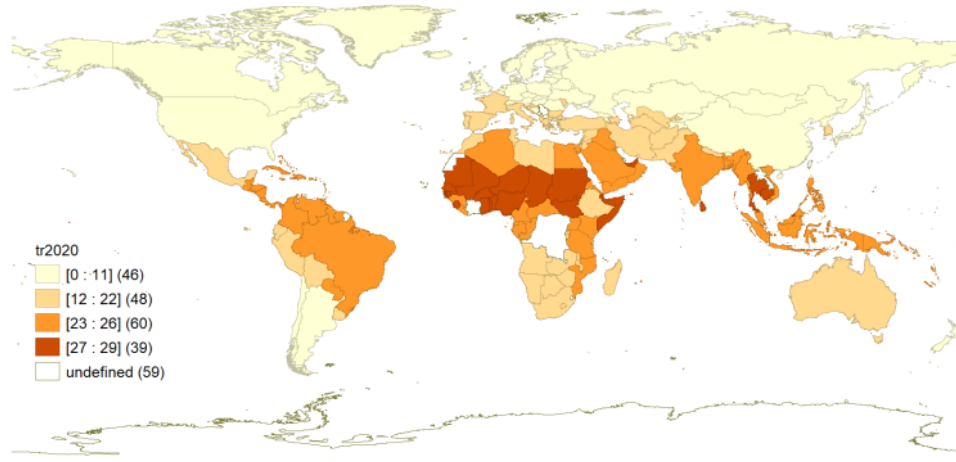 tr2020
[0 : 11] (46)
[12 : 22] (48)
[23 : 26] (60)
[27 : 29] (39)
undefined (59)